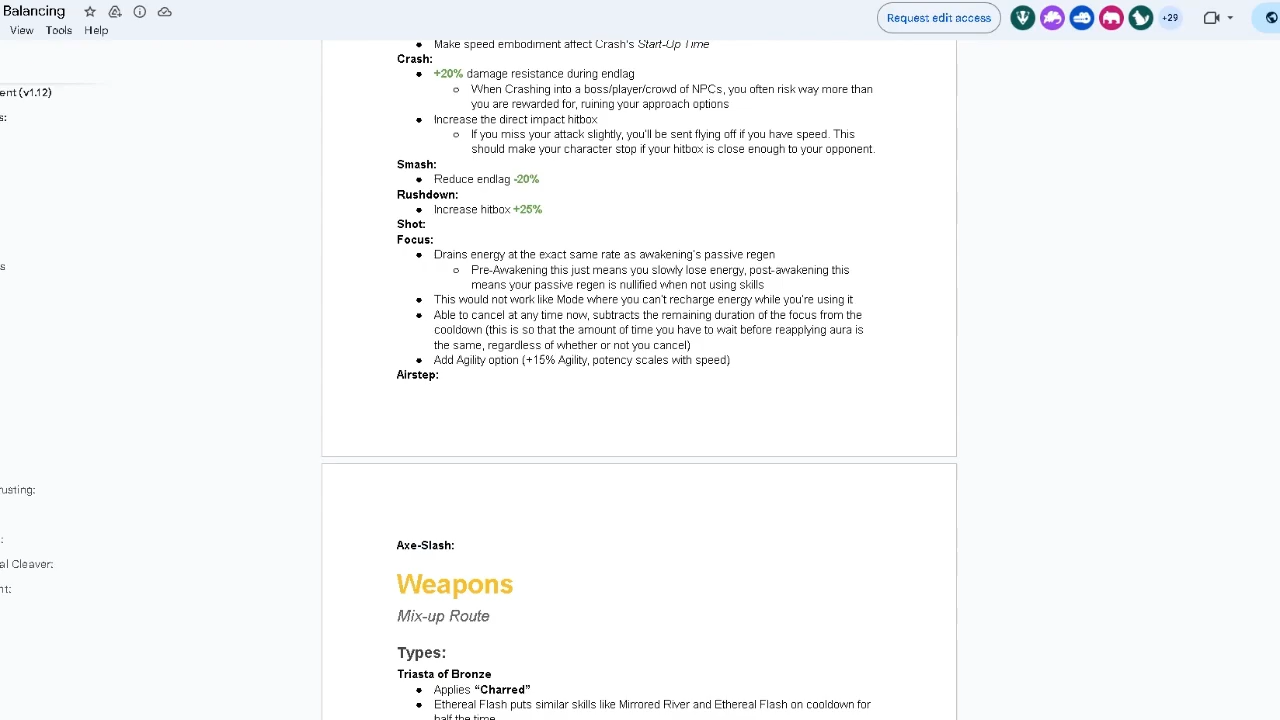 Balancing
Request edit access
+29
View Tools Help
Make speed embodiment affect Crash's Start-Up Time
Crash:
+20% damage resistance during endlag
When Crashing into a boss/player/crowd of NPCs, you often risk way more than
you are rewarded for, ruining your approach options
Increase the direct impact hitbox
If you miss your attack slightly, you'll be sent flying off if you have speed. This
should make your character stop if your hitbox is close enough to your opponent.
Smash:
Reduce endlag -20%
Rushdown:
Increase hitbox +25%
Shot:
Focus:
Drains energy at the exact same rate as awakening's passive regen
Pre-Awakening this just means you slowly lose energy, post-awakening this
means your passive regen is nullified when not using skills
This would not work like Mode where you can't recharge energy while you're using it
Able to cancel at any time now, subtracts the remaining duration of the focus from the
cooldown (this is so that the amount of time you have to wait before reapplying aura is
the same, regardless of whether or not you cancel)
Add Agility option (+15% Agility, potency scales with speed)
Airstep:
Axe-Slash:
Weapons
Mix-up Route
Types:
Triasta of Bronze
Applies “Charred”
Ethereal Flash puts similar skills like Mirrored River and Ethereal Flash on cooldown for
half the time
ent (v1.12)
s:
s
rusting:
:
al Cleaver:
nt: